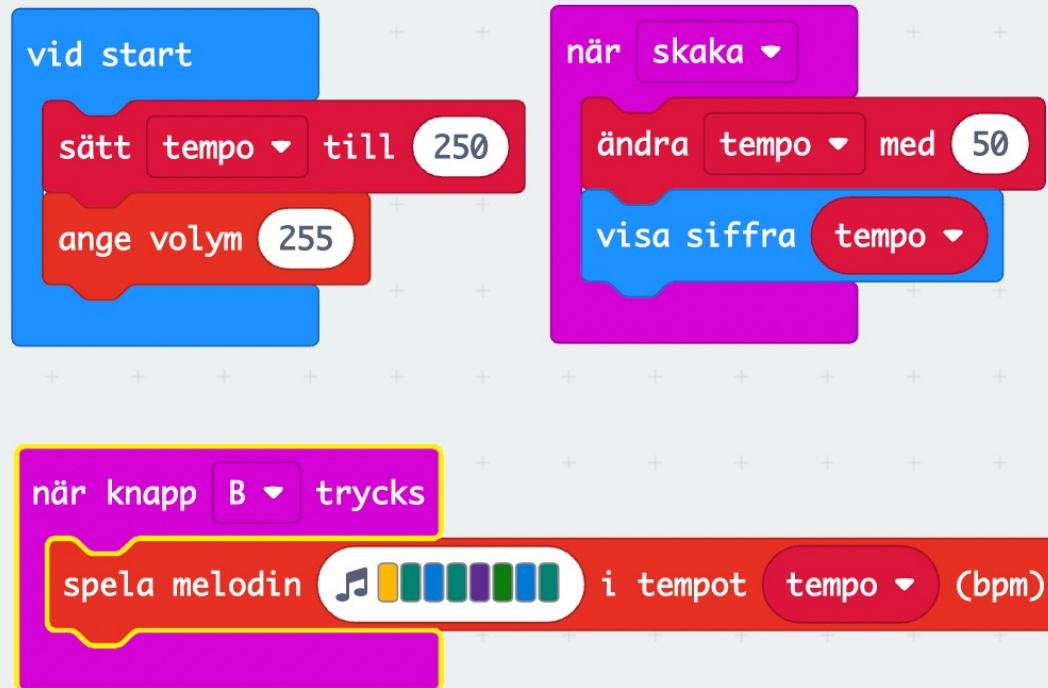 vid start
sätt tempo till 250
ange volym 255
när skaka
ändra tempo med 50
visa siffra tempo
när knapp B trycks
spela melodin i tempot tempo (bpm)